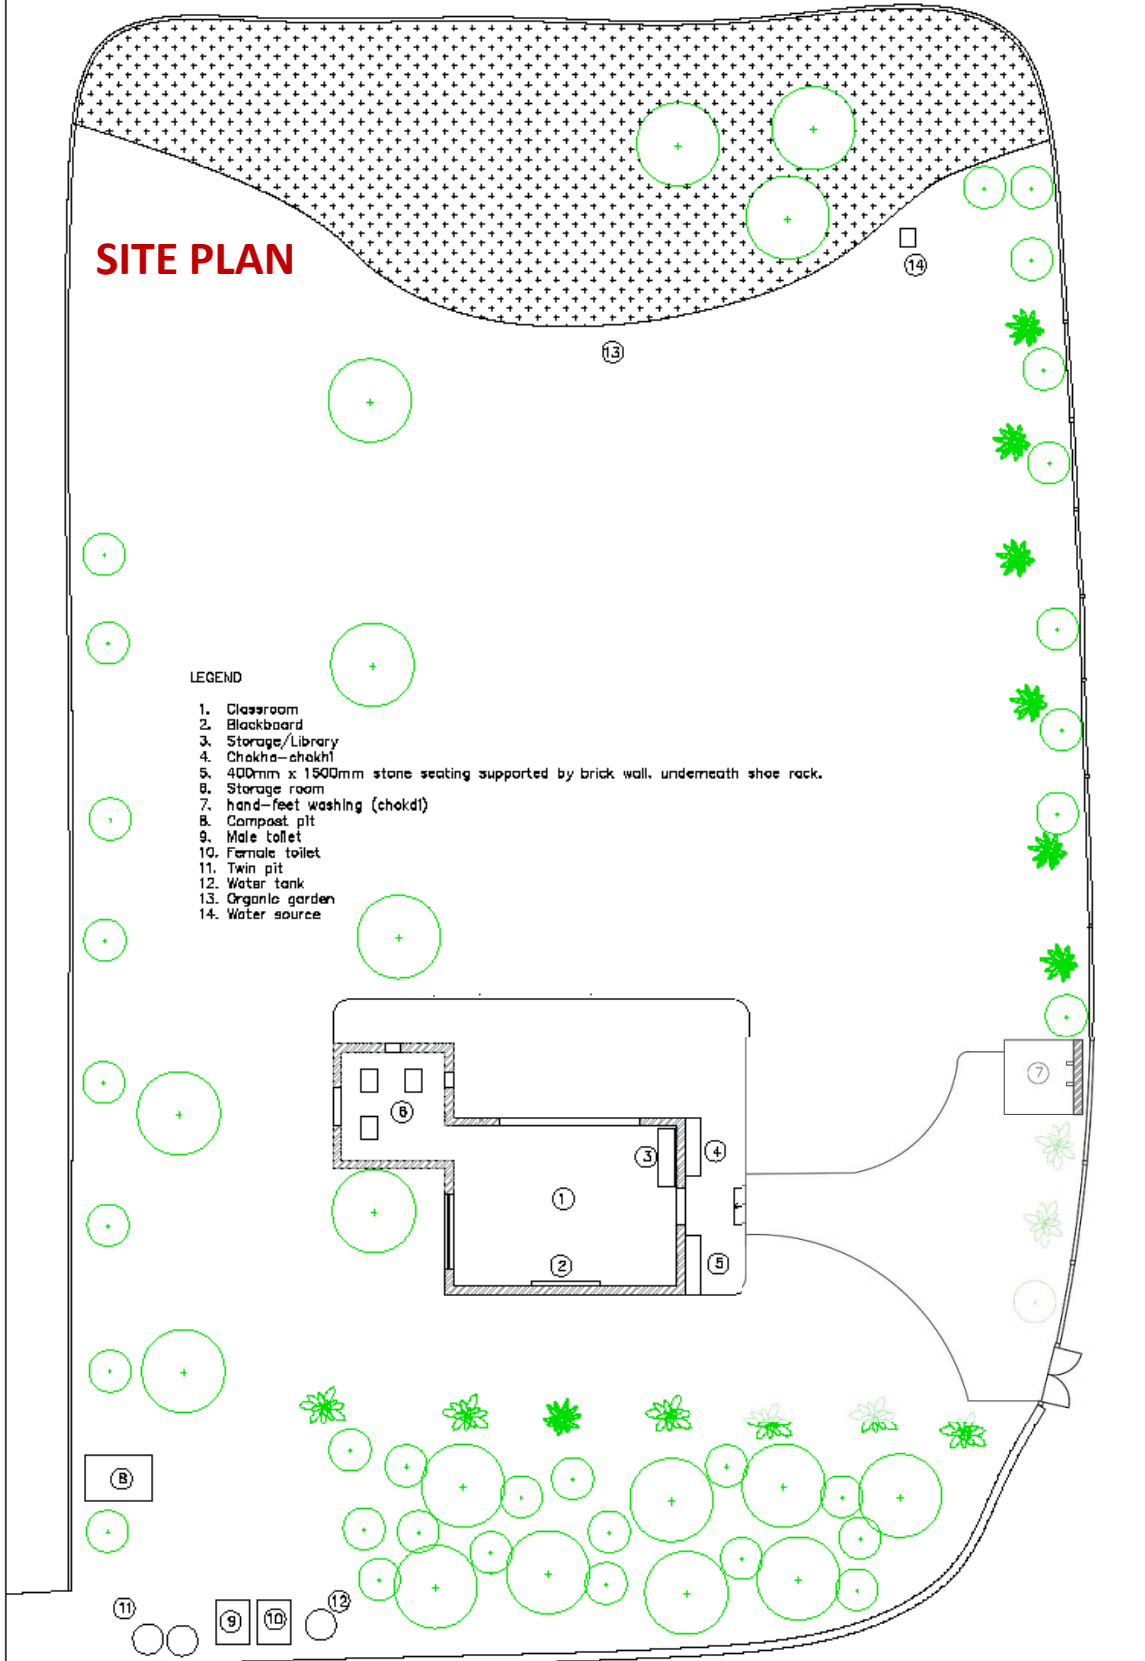 SITE PLAN
14
13
LEGEND
1. Classroom
2. Blackboard
3. Storage/Library
4. Chokha-chokhi
5. 400mm x 1500mm stone seating supported by brick wall, underneath shoe rack.
6. Storage room
7. hand-feet washing (chokdi)
8. Compost pit
9. Male toilet
10. Female toilet
11. Twin pit
12. Water tank
13. Organic garden
14. Water source
7
6
3
4
1
2
5
8
11
9
10
12